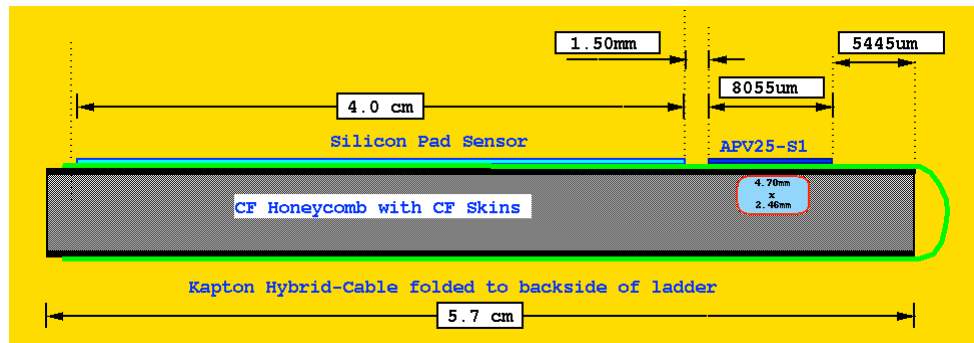 1.50mm
5445um
8055um
4.0 cm
Silicon Pad Sensor
APV25-S1
4.70mm
x
2.46mm
CF Honeycomb with CF Skins
Kapton Hybrid-Cable folded to backside of ladder
5.7 cm